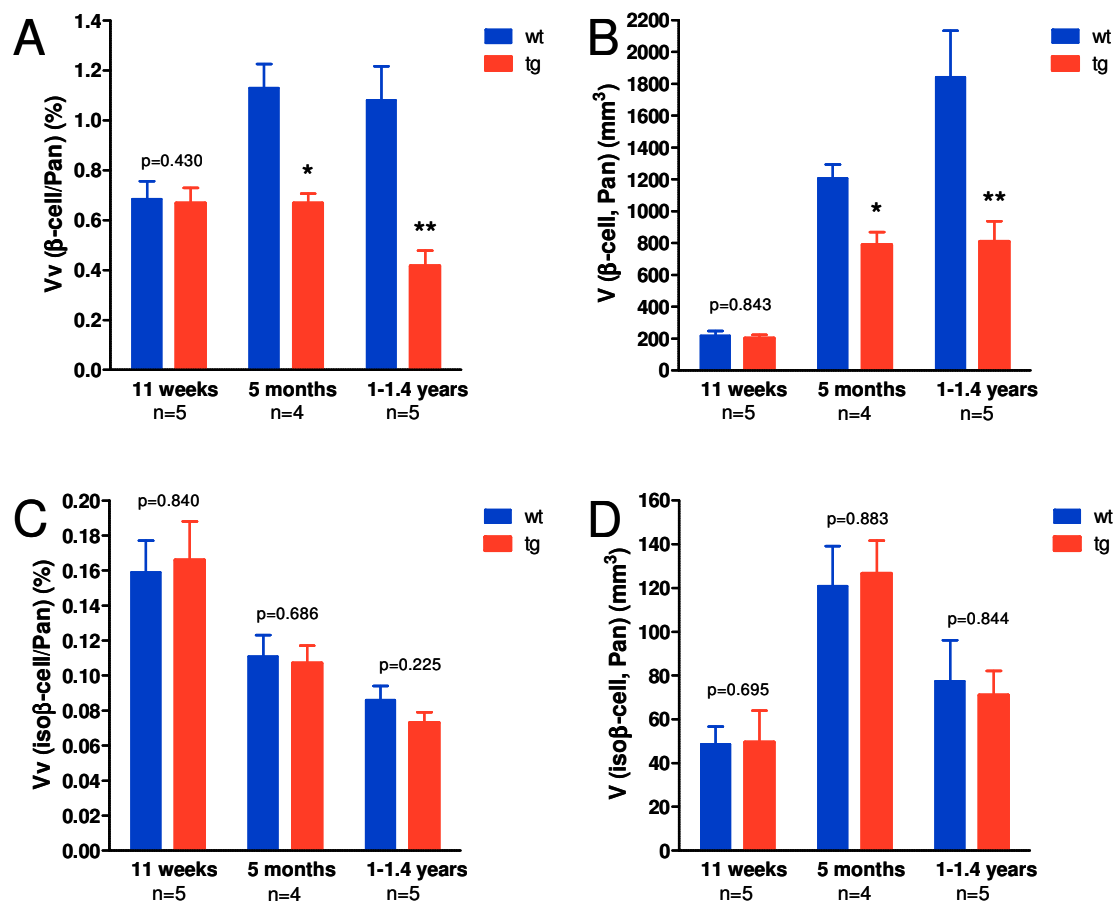 A
Vv (β-cell/Pan) (%)
1.4
1.2
1.0
0.8
0.6
0.4
0.2
0.0
p=0.430
*
**
wt
tg
11 weeks 5 months 1-1.4 years
n=5 n=4 n=5
B
V (β-cell, Pan) (mm³)
2200
2000
1800
1600
1400
1200
1000
800
600
400
200
0
p=0.843
*
**
wt
tg
11 weeks 5 months 1-1.4 years
n=5 n=4 n=5
C
Vv (isoβ-cell/Pan) (%)
0.20
0.18
0.16
0.14
0.12
0.10
0.08
0.06
0.04
0.02
0.00
p=0.840
p=0.686
p=0.225
wt
tg
11 weeks 5 months 1-1.4 years
n=5 n=4 n=5
D
V (isoβ-cell, Pan) (mm³)
160
140
120
100
80
60
40
20
0
p=0.695
p=0.883
p=0.844
wt
tg
11 weeks 5 months 1-1.4 years
n=5 n=4 n=5